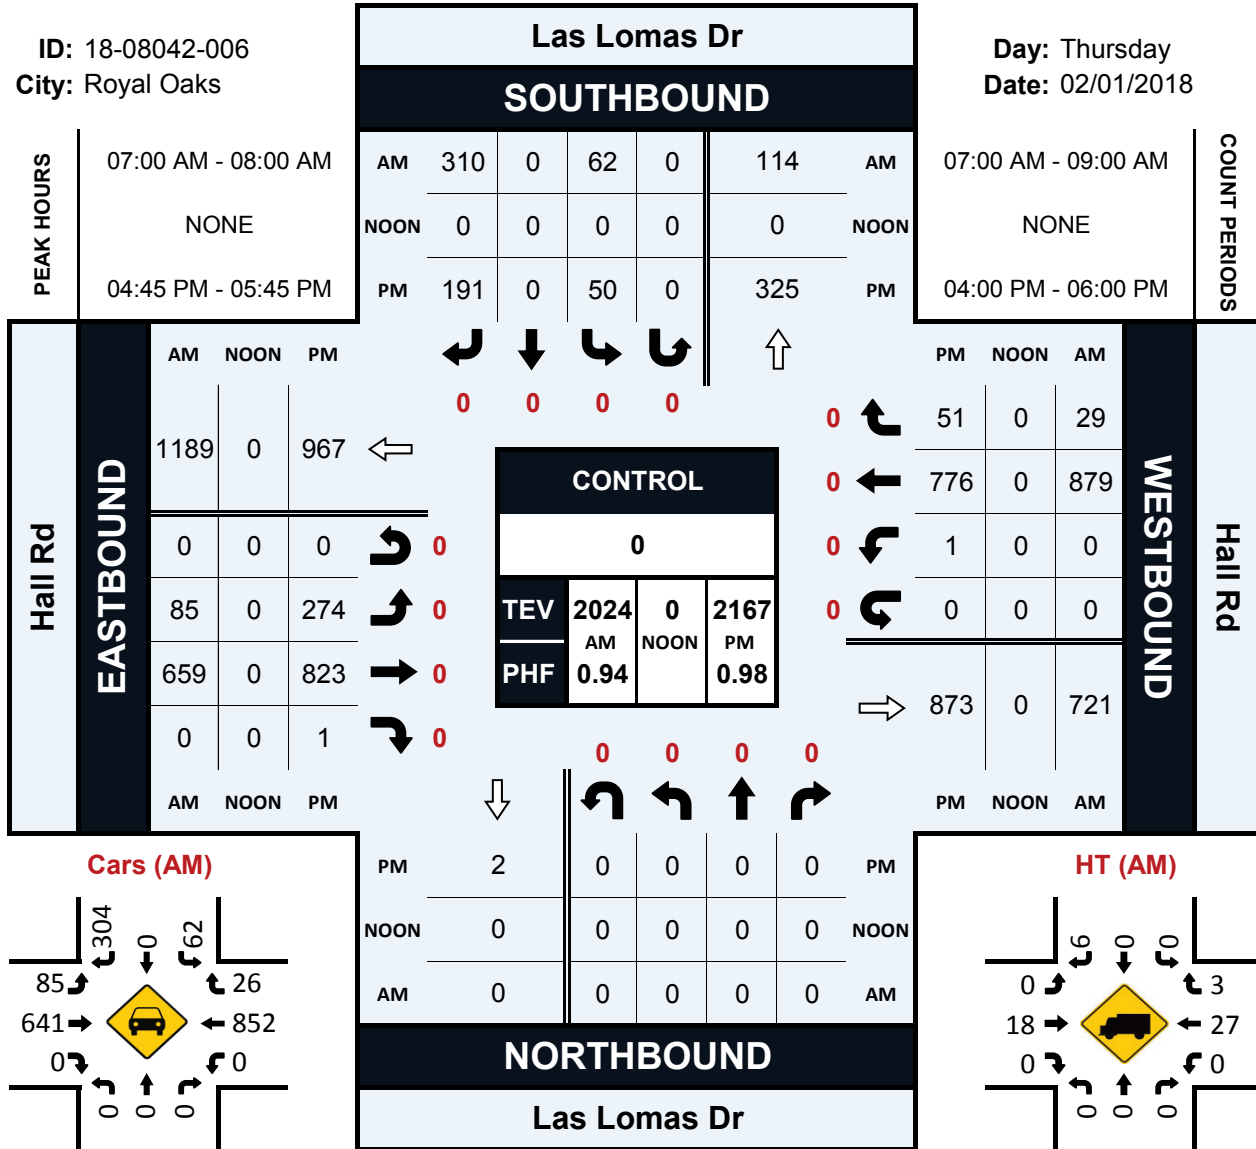 ID: 18-08042-006
City: Royal Oaks
Las Lomas Dr
SOUTHBOUND
Day: Thursday
Date: 02/01/2018
PEAK HOURS
07:00 AM - 08:00 AM
NONE
04:45 PM - 05:45 PM
AM 310 0 62 0 114 AM
NOON 0 0 0 0 0 NOON
PM 191 0 50 0 325 PM
07:00 AM - 09:00 AM
NONE
04:00 PM - 06:00 PM
COUNT PERIODS
0 0 0 0
Hall Rd
EASTBOUND
AM NOON PM
1189 0 967
0 0 0 0
85 0 274 0
659 0 823 0
0 0 1 0
AM NOON PM
CONTROL
0
TEV 2024 0 2167
AM NOON PM
PHF 0.94 0.98
PM NOON AM
0 51 0 29
0 776 0 879
0 1 0 0
0 0 0 0
873 0 721
PM NOON AM
WESTBOUND
Hall Rd
0 0 0 0
PM 2 0 0 0 0 PM
NOON 0 0 0 0 0 NOON
AM 0 0 0 0 0 AM
NORTHBOUND
Las Lomas Dr
Cars (AM)
304 0 62
85 26
641 852
0 0
0 0 0
HT (AM)
6 0 0
0 3
18 27
0 0
0 0 0